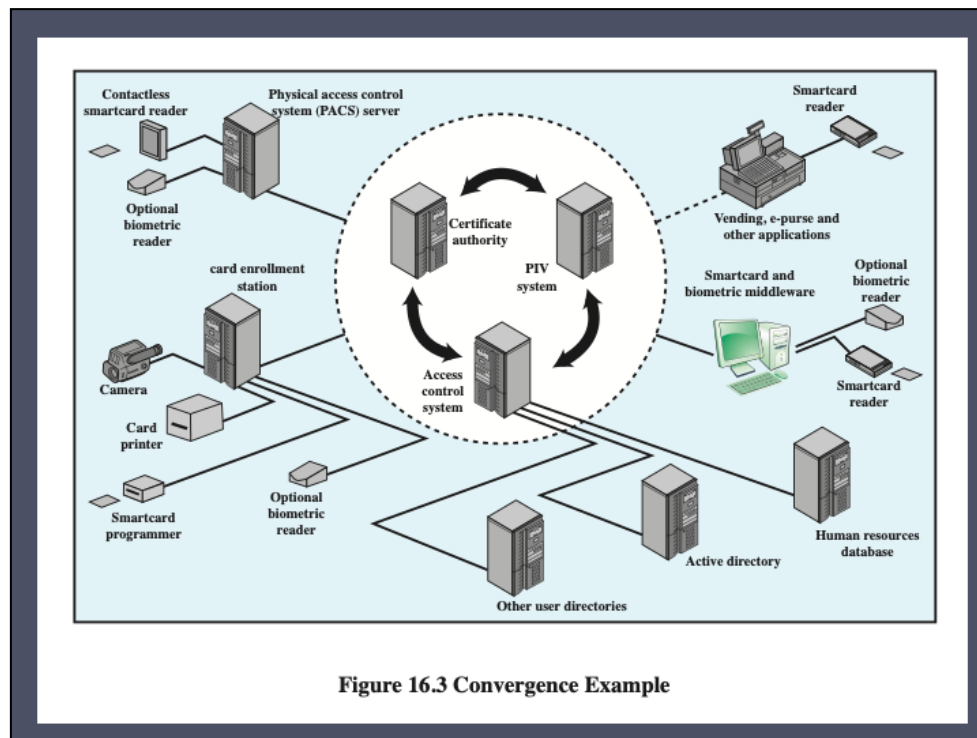 Contactless
smartcard reader
Physical access control
system (PACS) server
Smartcard
reader
Optional
biometric
reader
Certificate
authority
PIV
system
Vending, e-purse and
other applications
card enrollment
station
Smartcard and
biometric middleware
Optional
biometric
reader
Camera
Access
control
system
Smartcard
reader
Card
printer
Smartcard
programmer
Optional
biometric
reader
Other user directories
Active directory
Human resources
database
Figure 16.3 Convergence Example